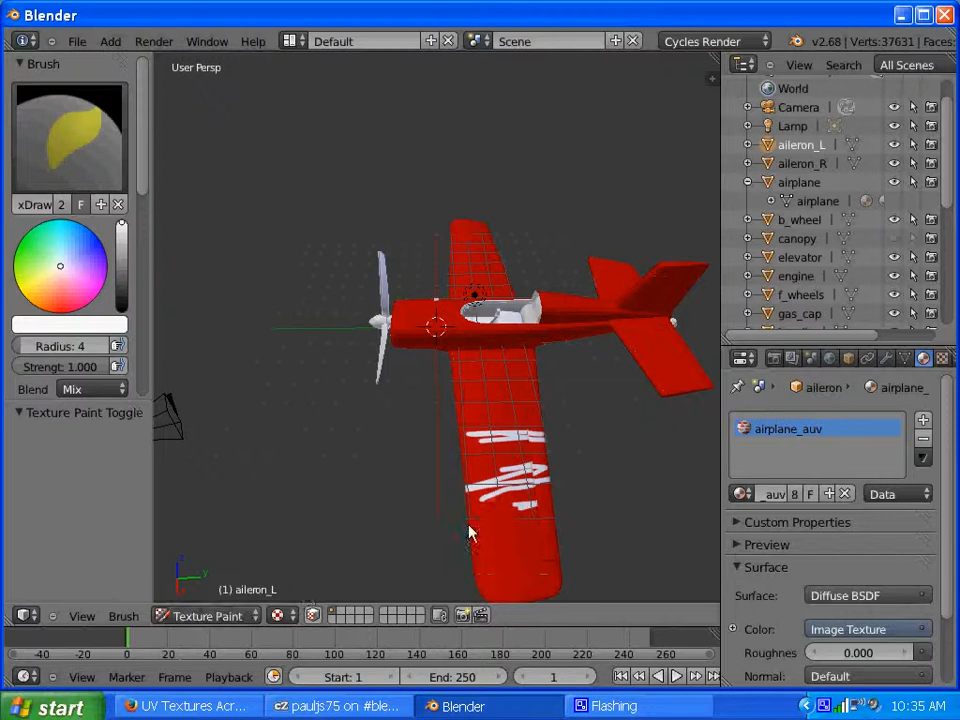 Blender
File Add Render Window Help Default Scene Cycles Render v2.68 | Verts:37631 | Faces:
Brush
User Persp
View Search All Scenes
World
Camera
Lamp
aileron_L
aileron_R
airplane
airplane
b_wheel
canopy
elevator
engine
f_wheels
gas_cap
xDraw 2 F
Radius: 4
Strengt: 1.000
Blend Mix
Texture Paint Toggle
aileron airplane_
airplane_auv
_auv 8 F Data
Custom Properties
Preview
Surface
Surface: Diffuse BSDF
Color: Image Texture
Roughnes 0.000
Normal: Default
z
y
(1) aileron_L
View Brush Texture Paint
-40 -20 0 20 40 60 80 100 120 140 160 180 200 220 240 260
View Marker Frame Playback Start: 1 End: 250 1
start UV Textures Acr... pauljs75 on #ble... Blender Flashing 10:35 AM